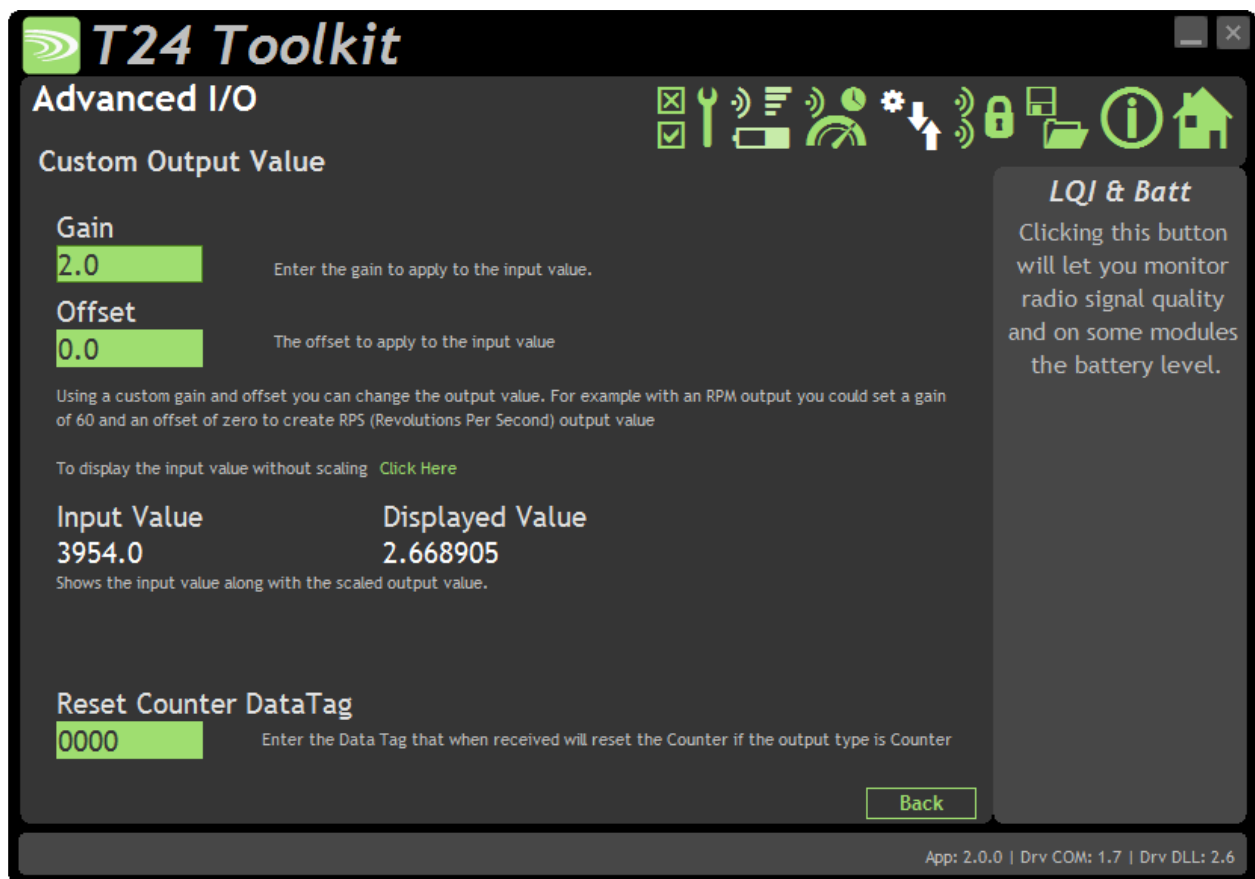 T24 Toolkit
Advanced I/O
Custom Output Value
Gain
2.0
Enter the gain to apply to the input value.
Offset
0.0
The offset to apply to the input value
Using a custom gain and offset you can change the output value. For example with an RPM output you could set a gain
of 60 and an offset of zero to create RPS (Revolutions Per Second) output value
To display the input value without scaling Click Here
Input Value Displayed Value
3954.0 2.668905
Shows the input value along with the scaled output value.
Reset Counter DataTag
0000
Enter the Data Tag that when received will reset the Counter if the output type is Counter
Back
LQI & Batt
Clicking this button
will let you monitor
radio signal quality
and on some modules
the battery level.
App: 2.0.0 | Drv COM: 1.7 | Drv DLL: 2.6